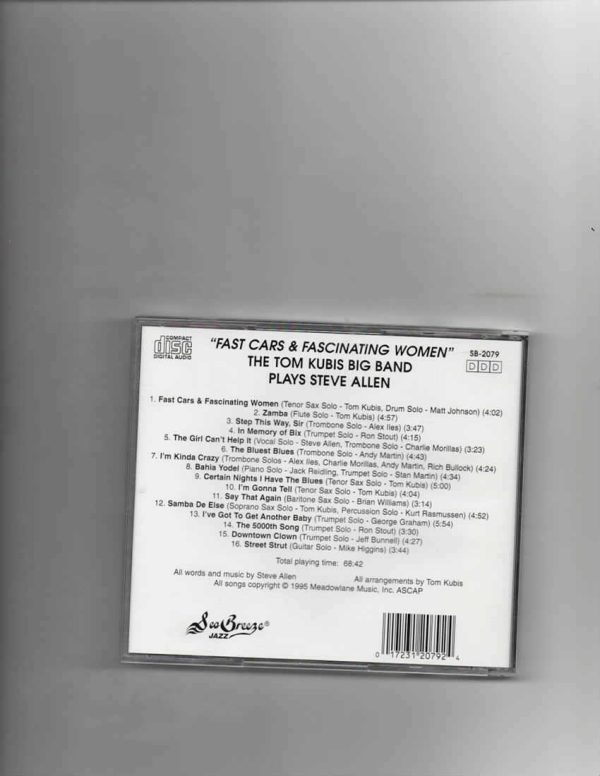 COMPACT
disc
DIGITAL AUDIO
"FAST CARS & FASCINATING WOMEN"
THE TOM KUBIS BIG BAND
PLAYS STEVE ALLEN
SB-2079
DDD
1. Fast Cars & Fascinating Women (Tenor Sax Solo - Tom Kubis, Drum Solo - Matt Johnson) (4:02)
2. Zamba (Flute Solo - Tom Kubis) (4:57)
3. Step This Way, Sir (Trombone Solo - Alex Iles) (3:47)
4. In Memory of Bix (Trumpet Solo - Ron Stout) (4:15)
5. The Girl Can't Help It (Vocal Solo - Steve Allen, Trombone Solo - Charlie Morillas) (3:23)
6. The Bluest Blues (Trombone Solo - Andy Martin) (4:43)
7. I'm Kinda Crazy (Trombone Solos - Alex Iles, Charlie Morillas, Andy Martin, Rich Bullock) (4:24)
8. Bahia Yodel (Piano Solo - Jack Reidling, Trumpet Solo - Stan Martin) (4:34)
9. Certain Nights I Have The Blues (Tenor Sax Solo - Tom Kubis) (5:00)
10. I'm Gonna Tell (Tenor Sax Solo - Tom Kubis) (4:04)
11. Say That Again (Baritone Sax Solo - Brian Williams) (3:14)
12. Samba De Else (Soprano Sax Solo - Tom Kubis, Percussion Solo - Kurt Rasmussen) (4:52)
13. I've Got To Get Another Baby (Trumpet Solo - George Graham) (5:54)
14. The 5000th Song (Trumpet Solo - Ron Stout) (3:30)
15. Downtown Clown (Trumpet Solo - Jeff Bunnell) (4:27)
16. Street Strut (Guitar Solo - Mike Higgins) (3:44)
Total playing time: 68:42
All words and music by Steve Allen
All arrangements by Tom Kubis
All songs copyright © 1995 Meadowlane Music, Inc. ASCAP
Sea Breeze®
JAZZ
0 17231 20792 4